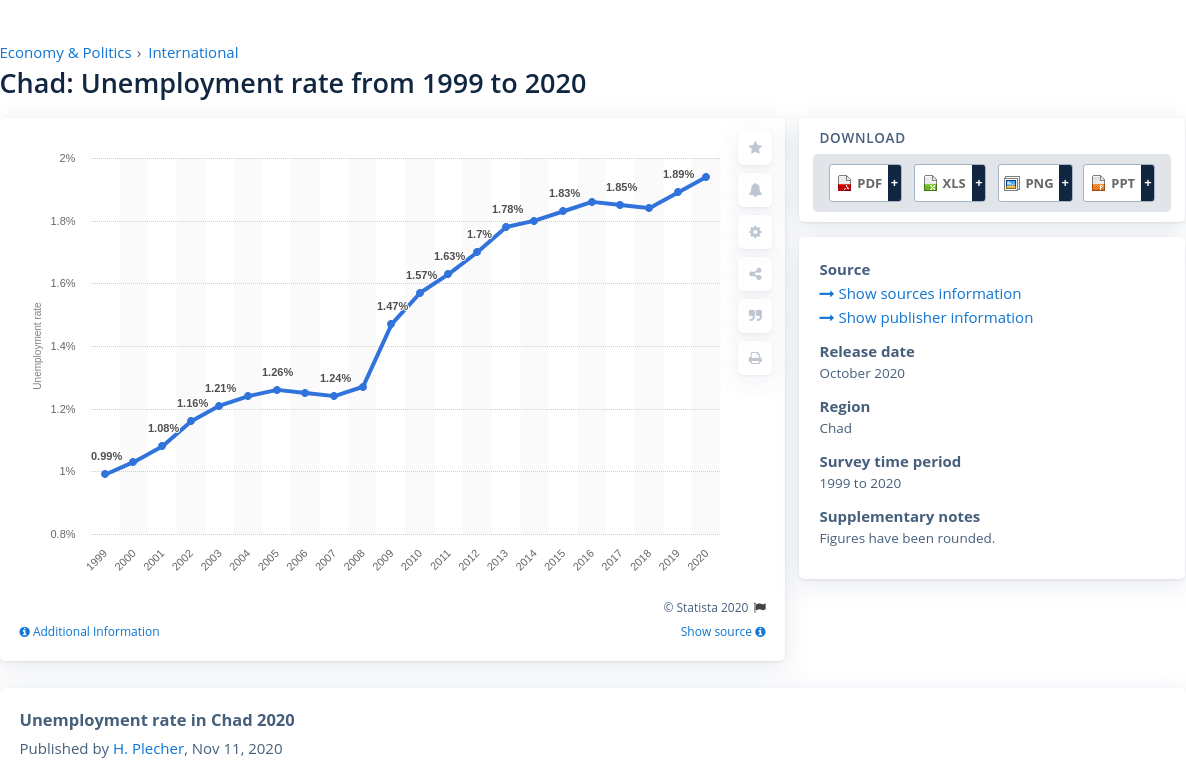 Economy & Politics › International
Chad: Unemployment rate from 1999 to 2020
2%
1.8%
1.6%
1.4%
1.2%
1%
0.8%
Unemployment rate
0.99%
1.08%
1.16%
1.21%
1.26%
1.24%
1.47%
1.57%
1.63%
1.7%
1.78%
1.83%
1.85%
1.89%
1999
2000
2001
2002
2003
2004
2005
2006
2007
2008
2009
2010
2011
2012
2013
2014
2015
2016
2017
2018
2019
2020
© Statista 2020
Additional Information
Show source
DOWNLOAD
PDF + XLS + PNG + PPT +
Source
Show sources information
Show publisher information
Release date
October 2020
Region
Chad
Survey time period
1999 to 2020
Supplementary notes
Figures have been rounded.
Unemployment rate in Chad 2020
Published by H. Plecher, Nov 11, 2020